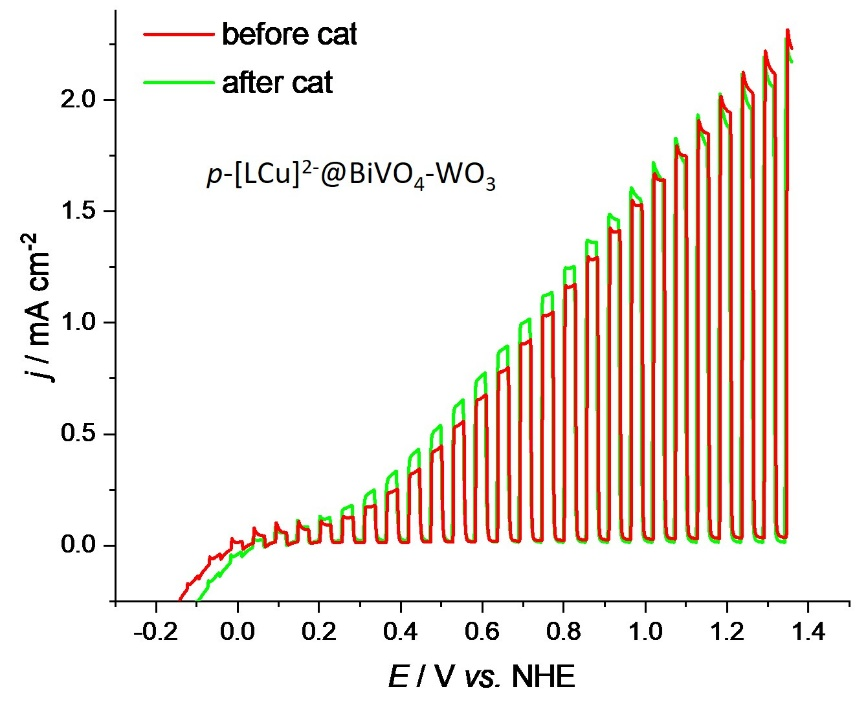 before cat
after cat
p-[LCu]²⁻@BiVO₄-WO₃
2.0
1.5
1.0
0.5
0.0
j / mA cm⁻²
-0.2 0.0 0.2 0.4 0.6 0.8 1.0 1.2 1.4
E / V vs. NHE